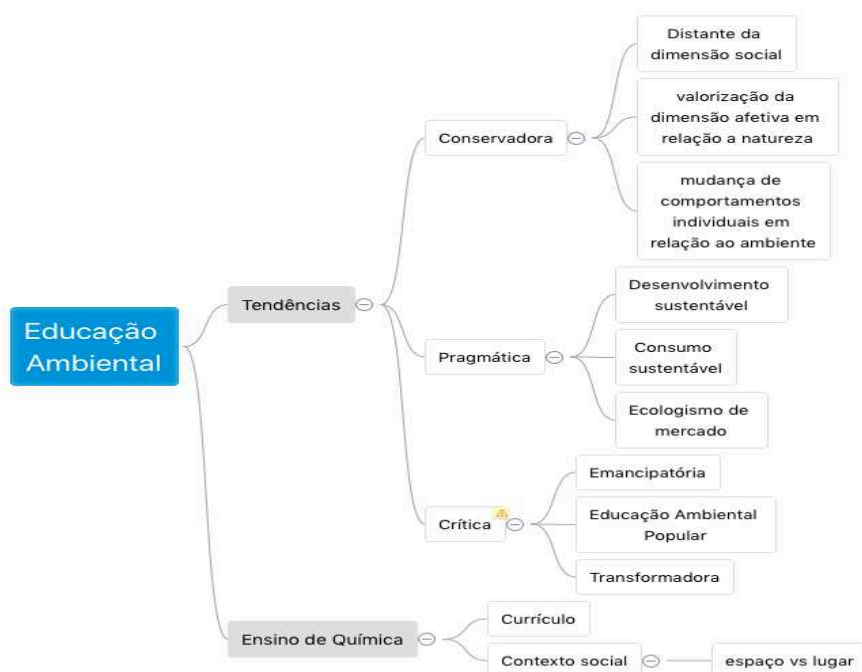 Educação
Ambiental
Tendências
Conservadora
Distante da
dimensão social
valorização da
dimensão afetiva em
relação a natureza
mudança de
comportamentos
individuais em
relação ao ambiente
Pragmática
Desenvolvimento
sustentável
Consumo
sustentável
Ecologismo de
mercado
Crítica
Emancipatória
Educação Ambiental
Popular
Transformadora
Ensino de Química
Currículo
Contexto social
espaço vs lugar